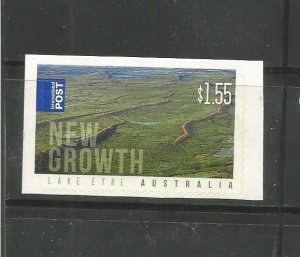 International
POST
$1.55
NEW
GROWTH
LAKE EYRE AUSTRALIA